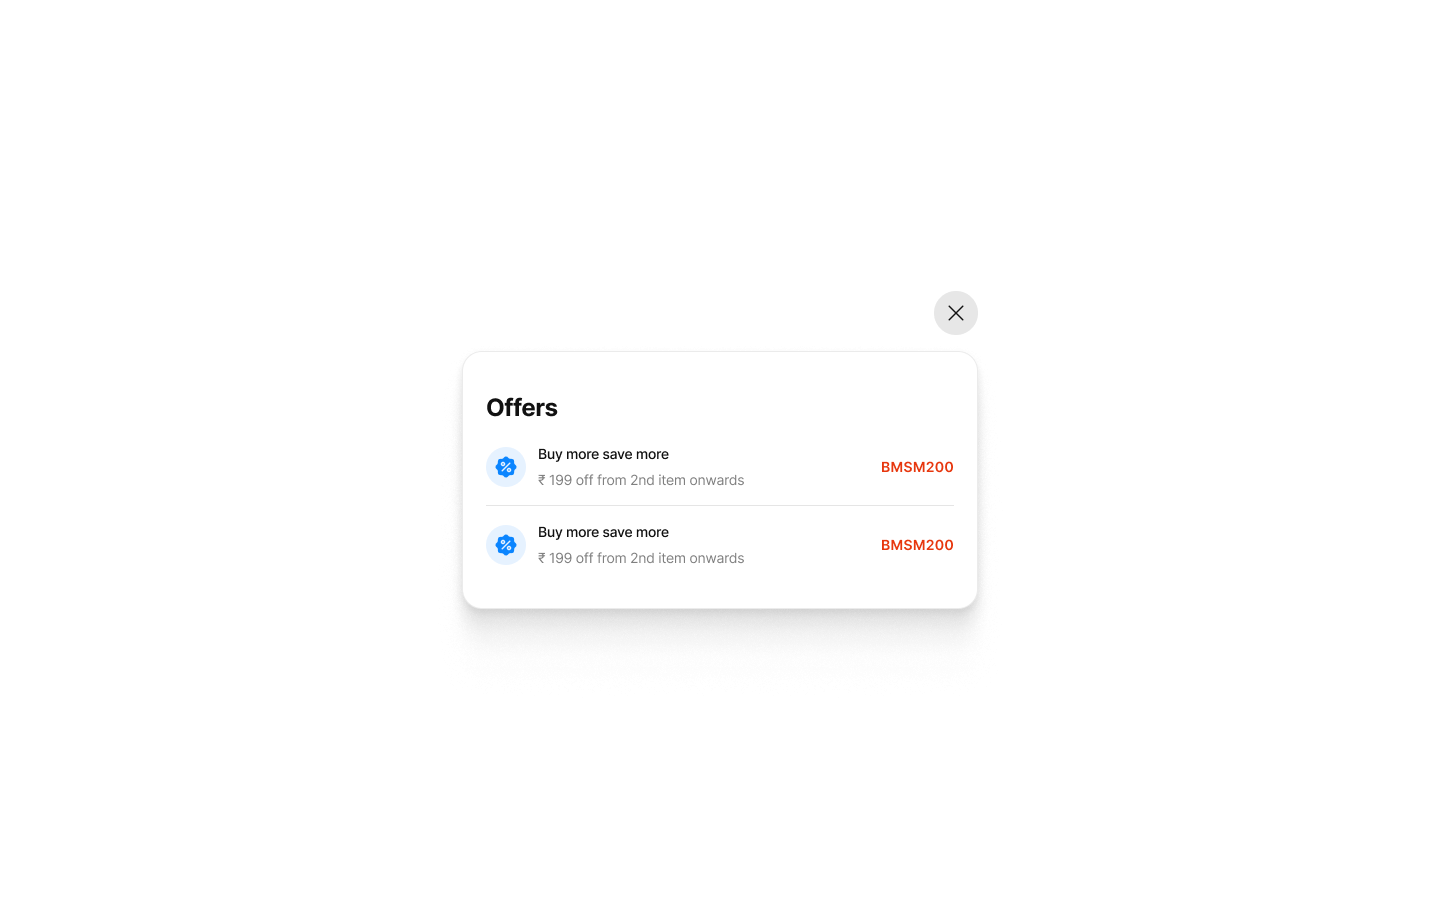 Offers
Buy more save more
₹ 199 off from 2nd item onwards
BMSM200
Buy more save more
₹ 199 off from 2nd item onwards
BMSM200